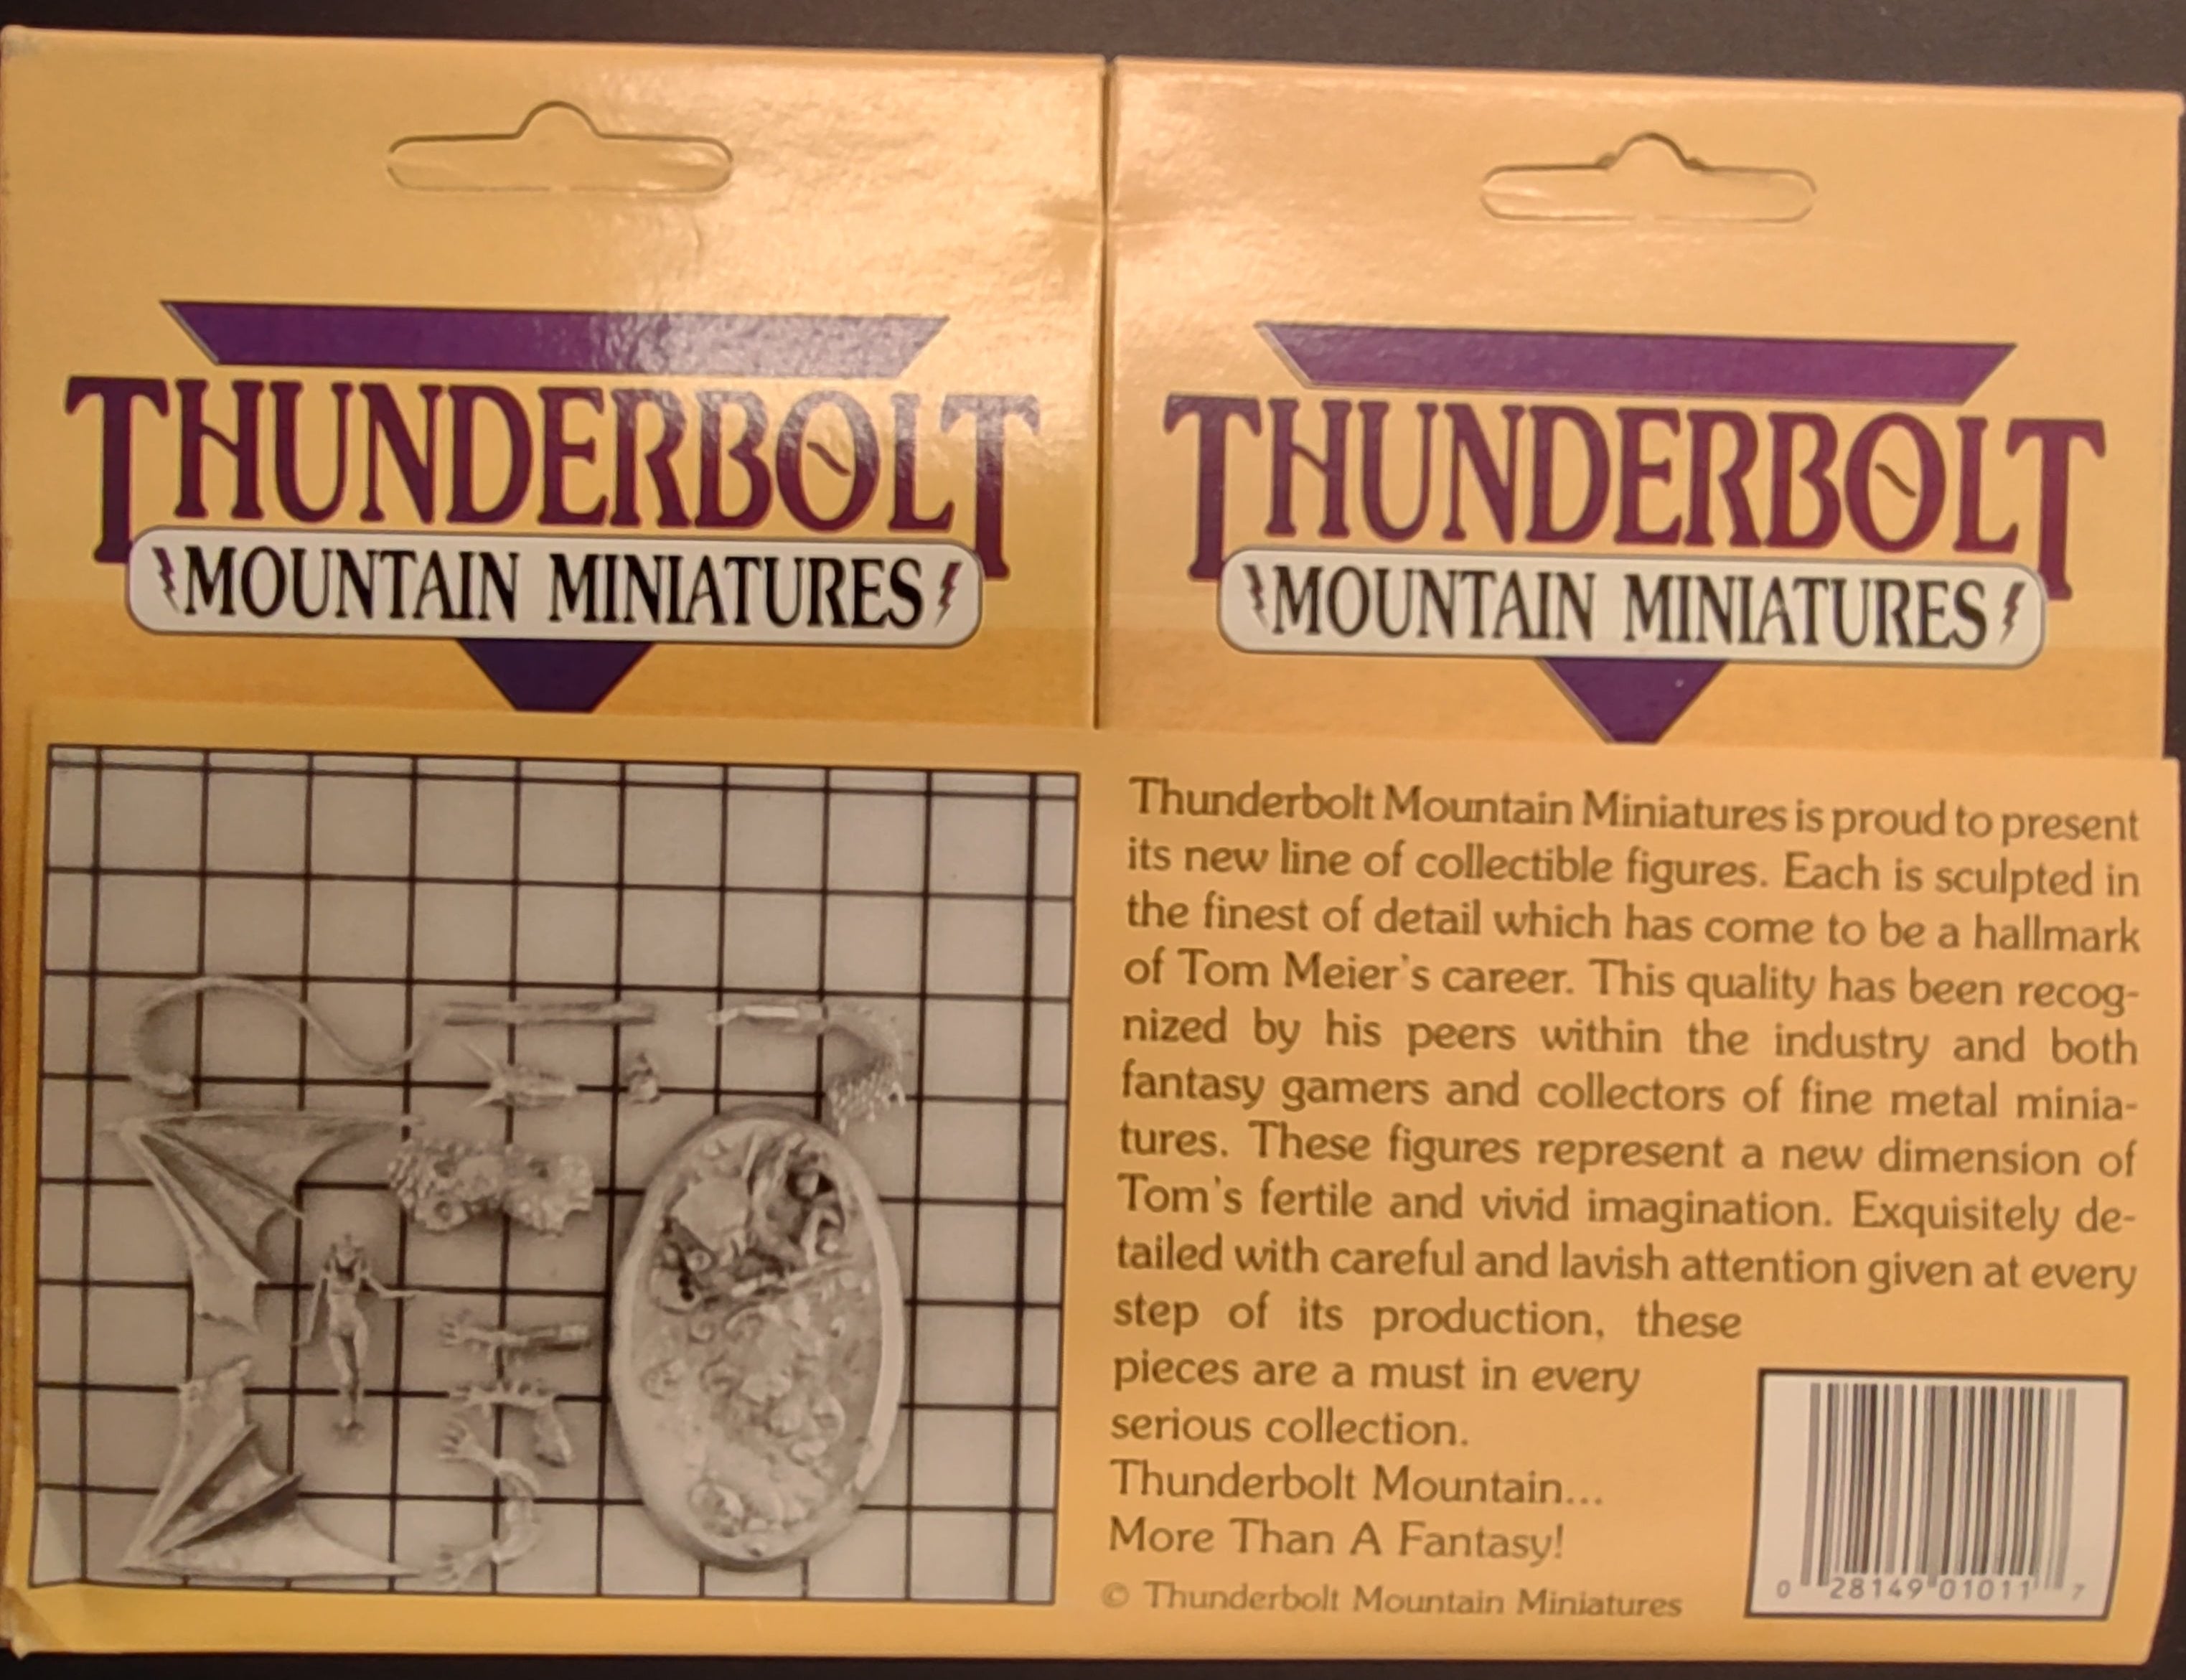 THUNDERBOLT
MOUNTAIN MINIATURES
THUNDERBOLT
MOUNTAIN MINIATURES
Thunderbolt Mountain Miniatures is proud to present
its new line of collectible figures. Each is sculpted in
the finest of detail which has come to be a hallmark
of Tom Meier's career. This quality has been recog-
nized by his peers within the industry and both
fantasy gamers and collectors of fine metal minia-
tures. These figures represent a new dimension of
Tom's fertile and vivid imagination. Exquisitely de-
tailed with careful and lavish attention given at every
step of its production, these
pieces are a must in every
serious collection.
Thunderbolt Mountain...
More Than A Fantasy!
© Thunderbolt Mountain Miniatures
0 28149 01011 7